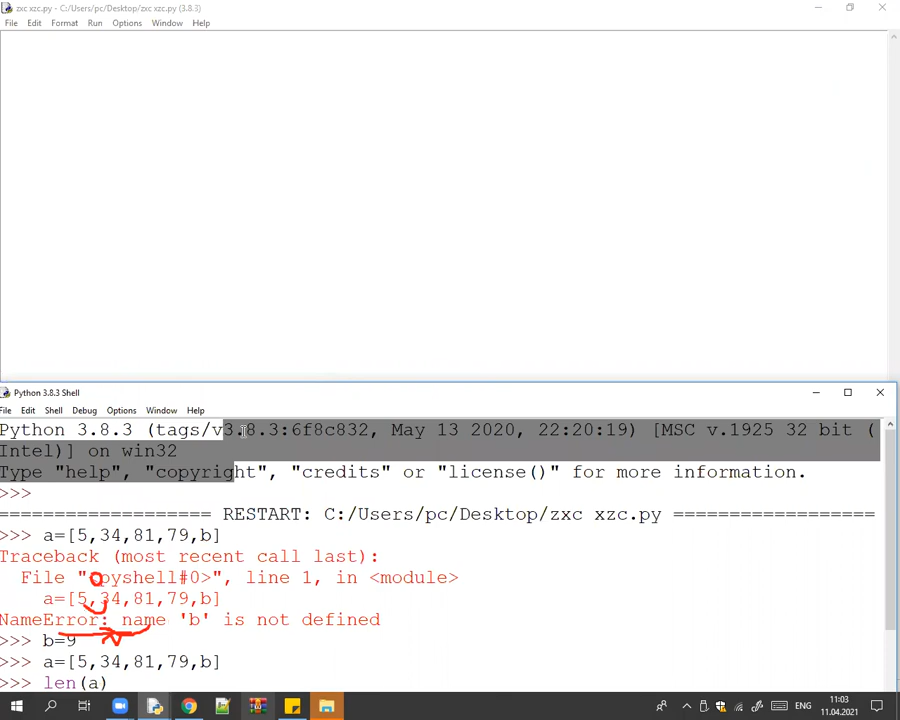 zxc xzc.py - C:/Users/pc/Desktop/zxc xzc.py (3.8.3)
File Edit Format Run Options Window Help
Python 3.8.3 Shell
File Edit Shell Debug Options Window Help
Python 3.8.3 (tags/v3.8.3:6f8c832, May 13 2020, 22:20:19) [MSC v.1925 32 bit (
Intel)] on win32
Type "help", "copyright", "credits" or "license()" for more information.
>>>
=================== RESTART: C:/Users/pc/Desktop/zxc xzc.py ==================
>>> a=[5,34,81,79,b]
Traceback (most recent call last):
File "<pyshell#0>", line 1, in <module>
a=[5,34,81,79,b]
NameError: name 'b' is not defined
>>> b=9
>>> a=[5,34,81,79,b]
>>> len(a)
ENG
11:03
11.04.2021